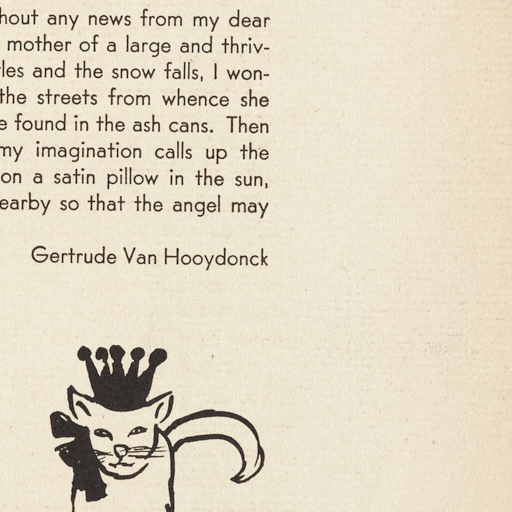 hout any news from my dear
mother of a large and thriv-
les and the snow falls, I won-
the streets from whence she
e found in the ash cans. Then
my imagination calls up the
on a satin pillow in the sun,
earby so that the angel may
Gertrude Van Hooydonck